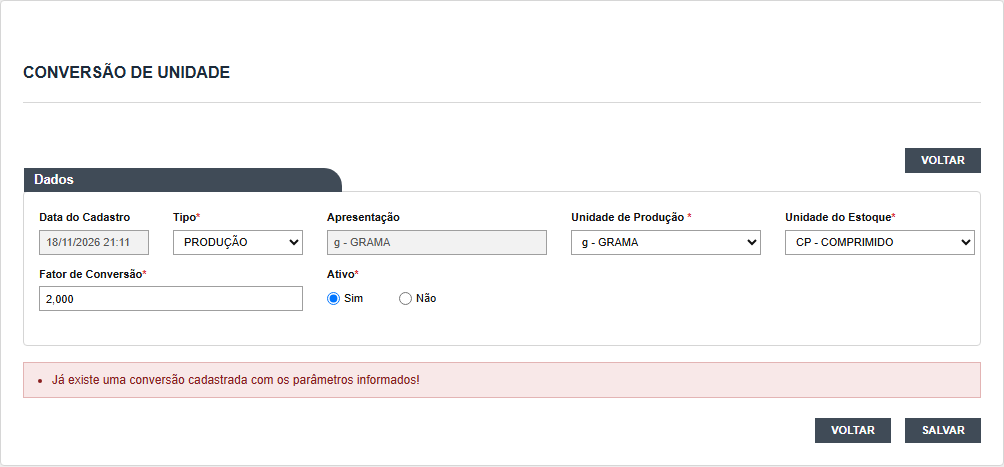 CONVERSÃO DE UNIDADE
VOLTAR
Dados
Data do Cadastro Tipo* Apresentação Unidade de Produção * Unidade do Estoque*
18/11/2026 21:11 PRODUÇÃO g - GRAMA g - GRAMA CP - COMPRIMIDO
Fator de Conversão* Ativo*
2,000 Sim Não
• Já existe uma conversão cadastrada com os parâmetros informados!
VOLTAR SALVAR